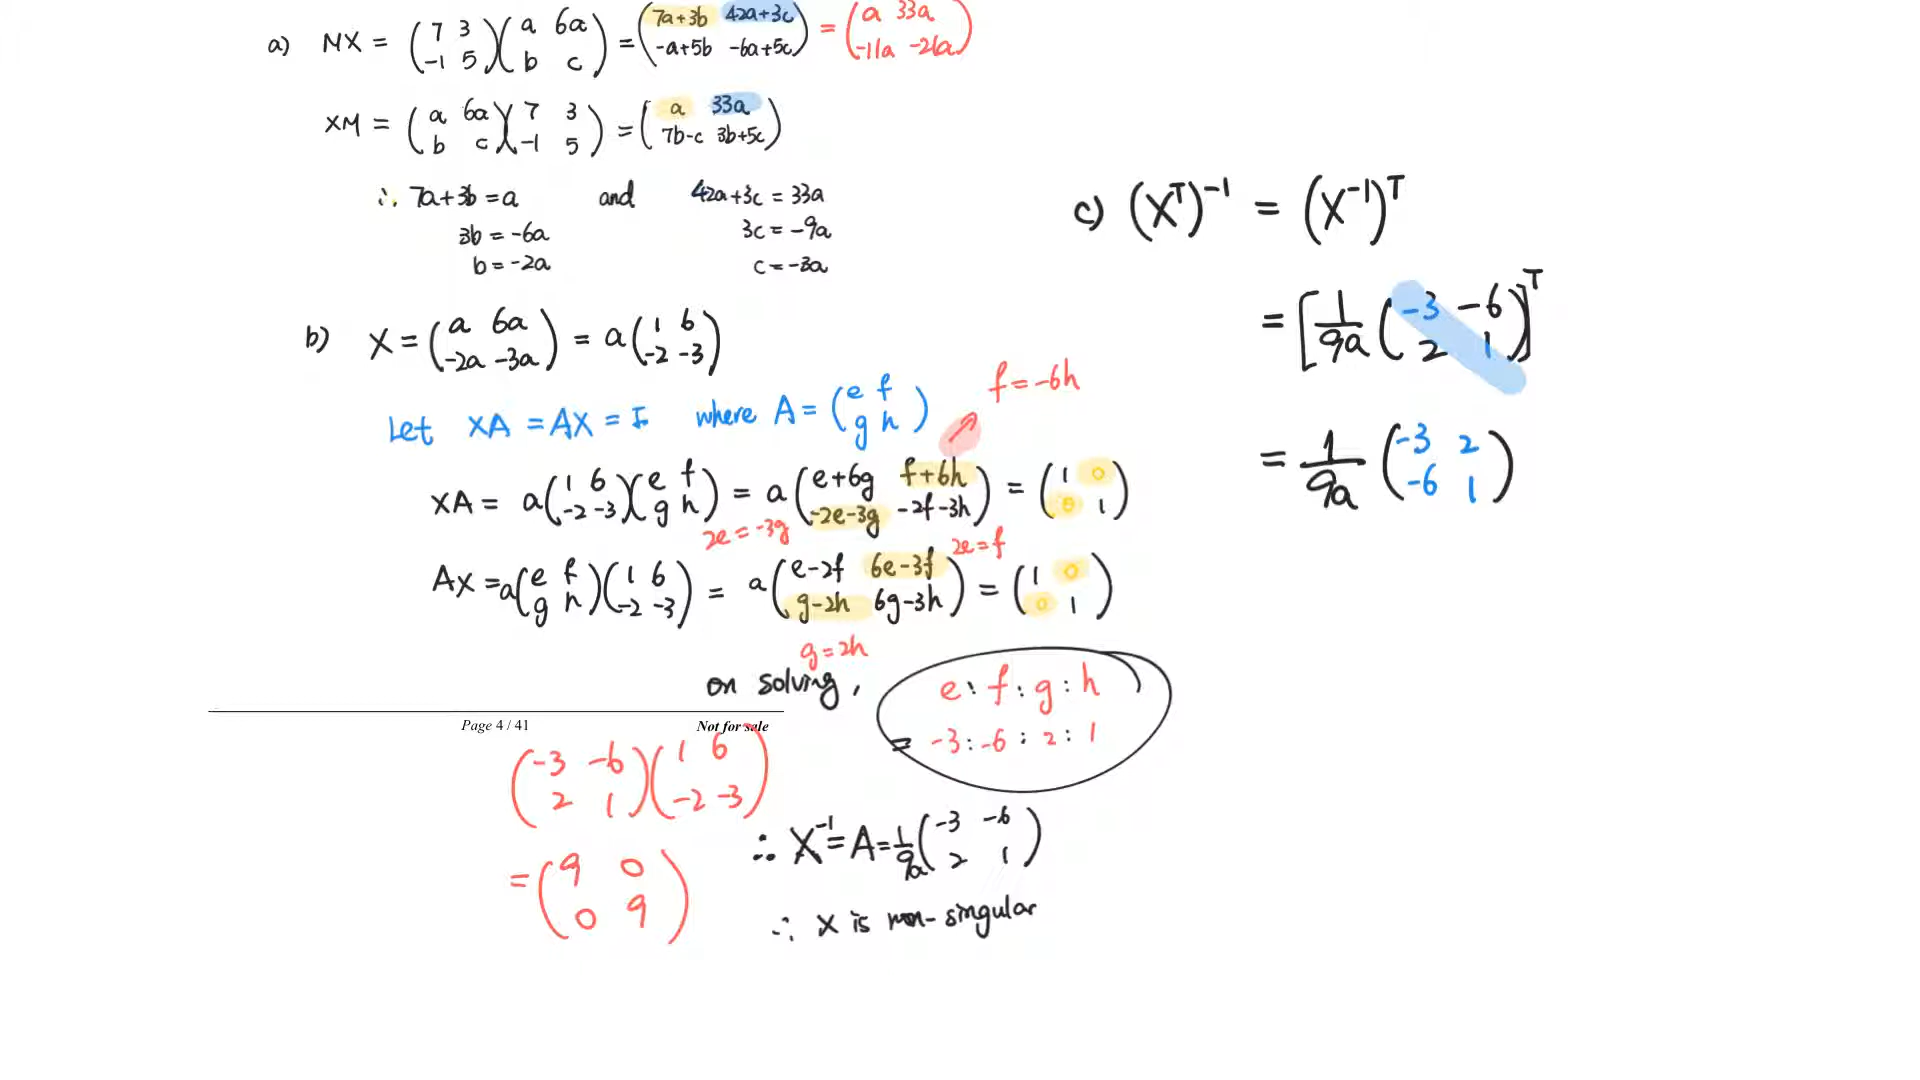 a) MX = (7 3 / -1 5)(a 6a / b c) = (7a+3b 42a+3c / -a+5b -6a+5c) = (a 33a / -11a -21a)
XM = (a 6a / b c)(7 3 / -1 5) = (a 33a / 7b-c 3b+5c)
∴ 7a+3b = a and 42a+3c = 33a
3b = -6a 3c = -9a
b = -2a c = -3a
b) X = (a 6a / -2a -3a) = a(1 6 / -2 -3)
Let XA = AX = I where A = (e f / g h)
f = -6h
XA = a(1 6 / -2 -3)(e f / g h) = a(e+6g f+6h / -2e-3g -2f-3h) = (1 0 / 0 1)
2e = -3g
2e = f
AX = a(e f / g h)(1 6 / -2 -3) = a(e-2f 6e-3f / g-2h 6g-3h) = (1 0 / 0 1)
g = 2h
on solving, e : f : g : h
= -3 : -6 : 2 : 1
Page 4 / 41 Not for sale
(-3 -6 / 2 1)(1 6 / -2 -3)
= (9 0 / 0 9)
∴ X⁻¹ = A = 1/9a (-3 -6 / 2 1)
∴ X is non-singular
c) (Xᵀ)⁻¹ = (X⁻¹)ᵀ
= [1/9a (-3 -6 / 2 1)]ᵀ
= 1/9a (-3 2 / -6 1)